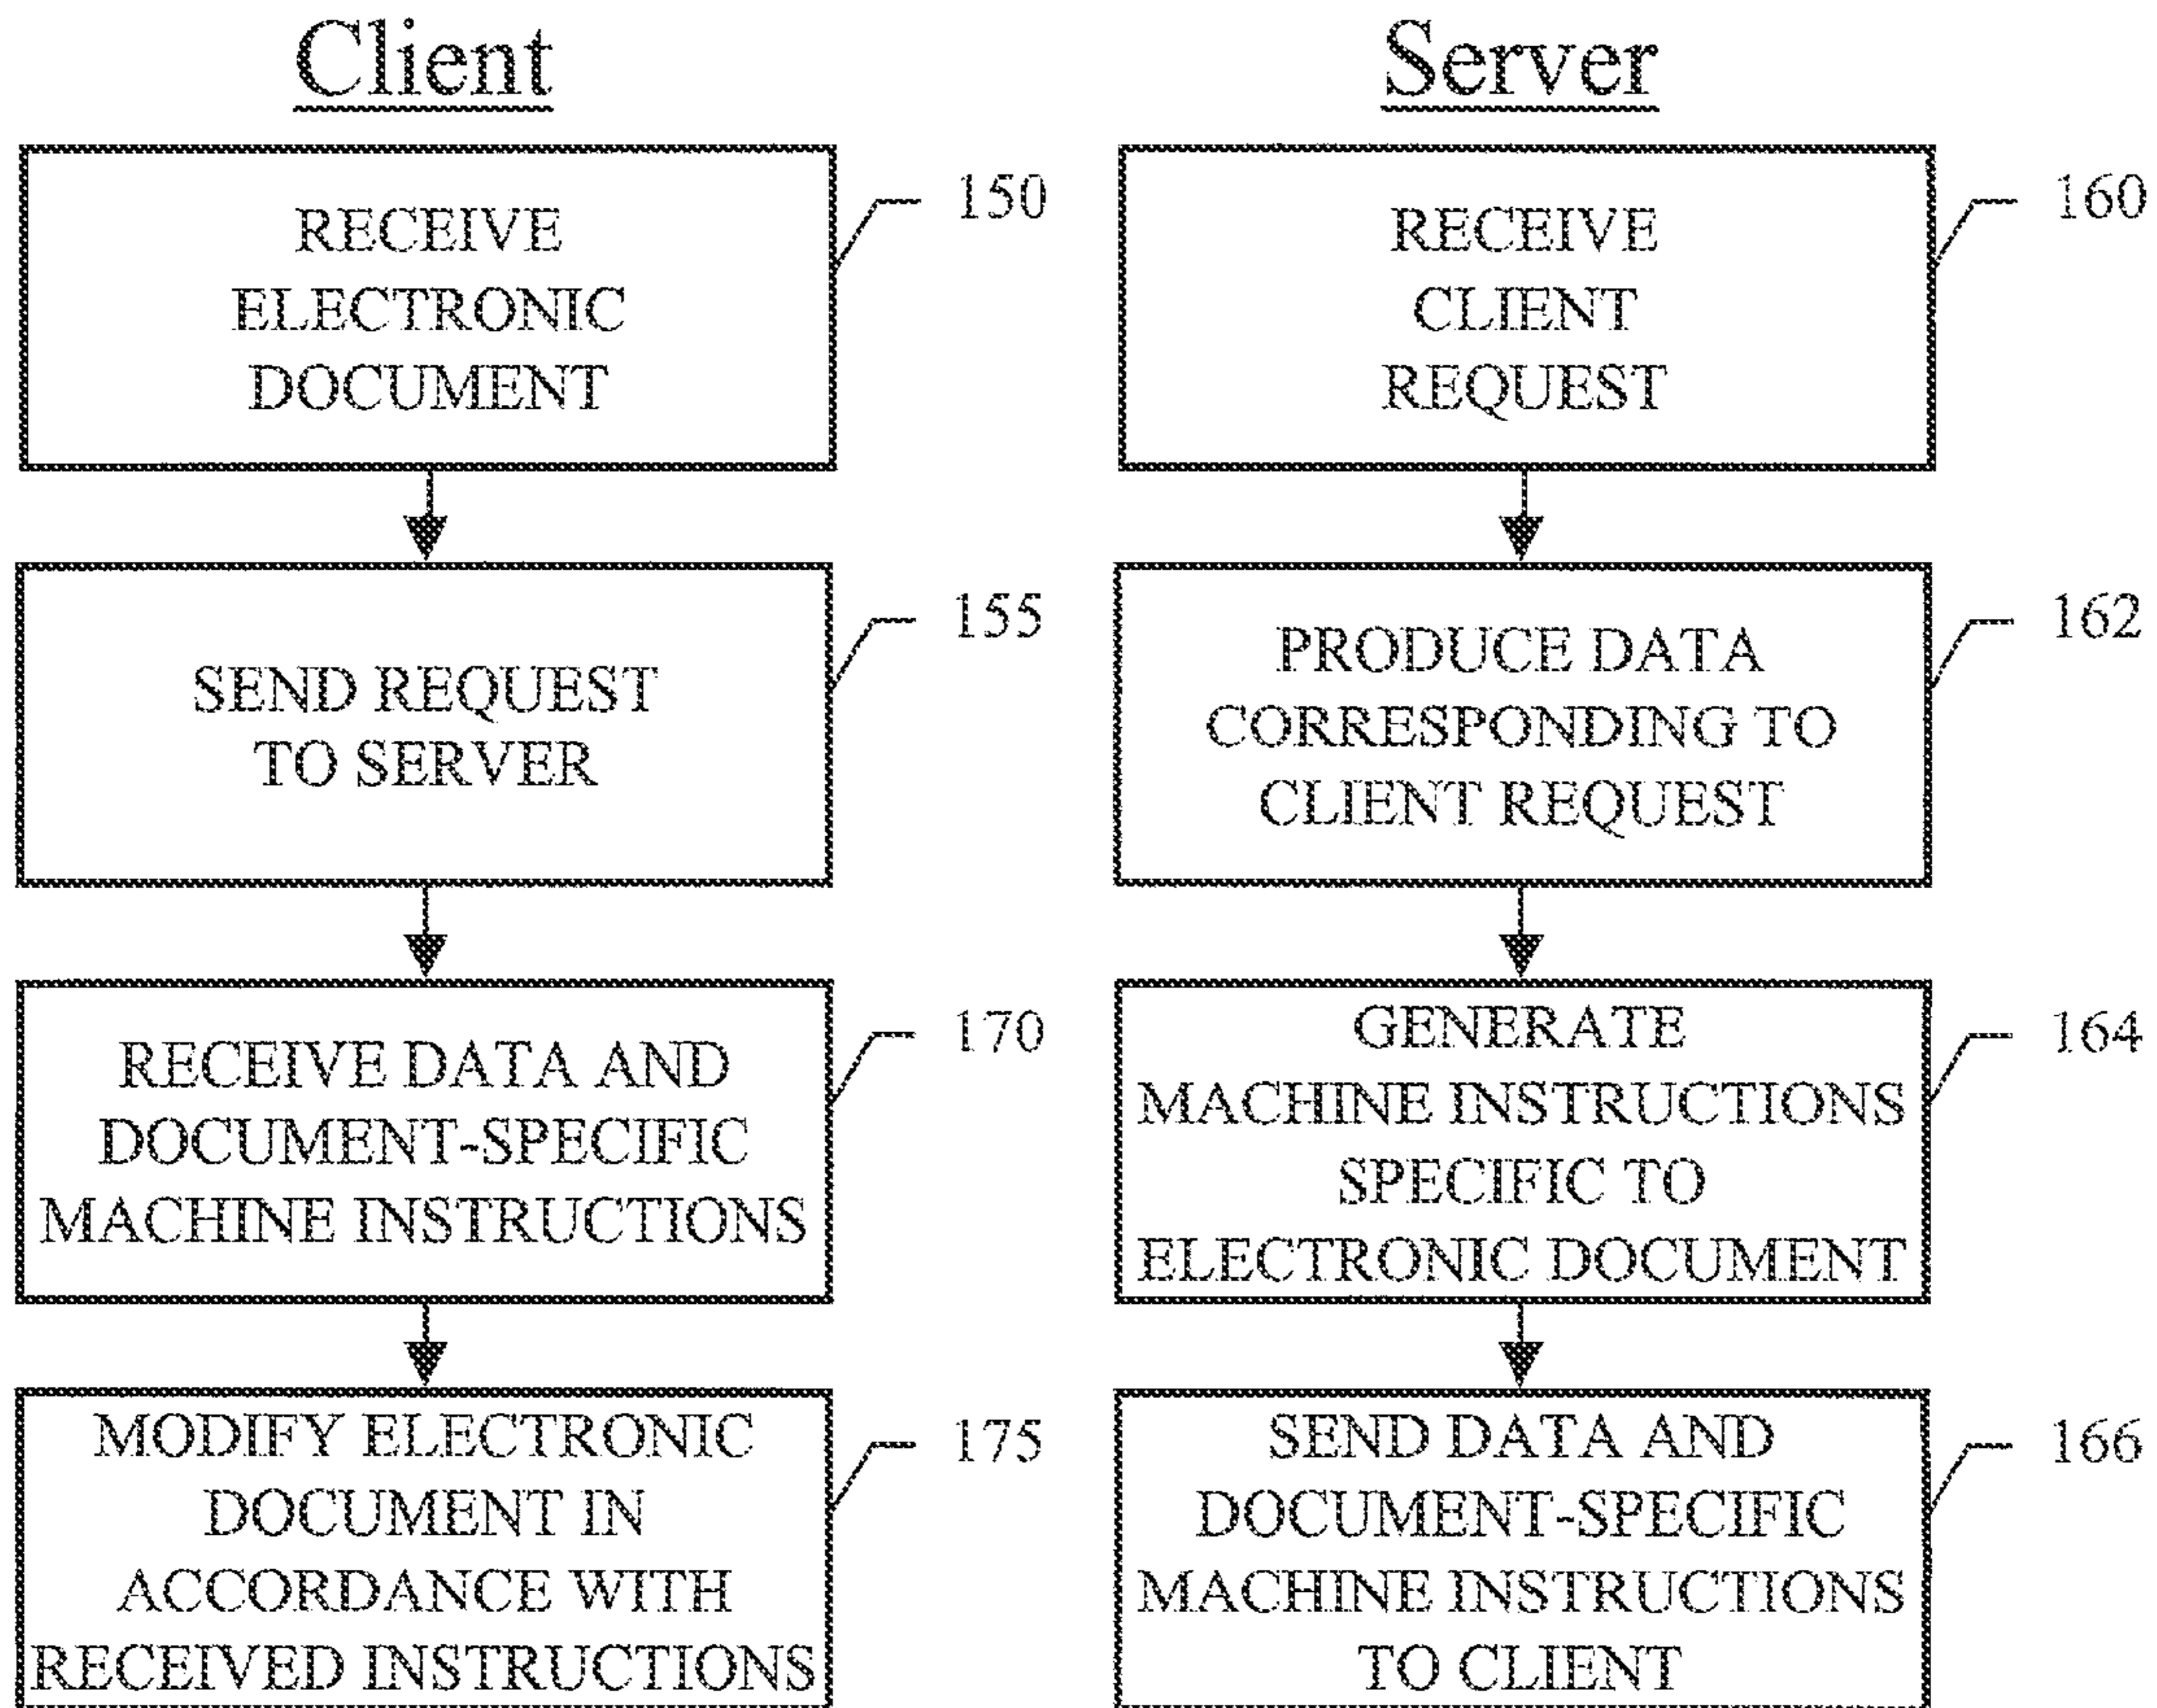 Client
RECEIVE
ELECTRONIC
DOCUMENT
150
SEND REQUEST
TO SERVER
155
RECEIVE DATA AND
DOCUMENT-SPECIFIC
MACHINE INSTRUCTIONS
170
MODIFY ELECTRONIC
DOCUMENT IN
ACCORDANCE WITH
RECEIVED INSTRUCTIONS
175
Server
RECEIVE
CLIENT
REQUEST
160
PRODUCE DATA
CORRESPONDING TO
CLIENT REQUEST
162
GENERATE
MACHINE INSTRUCTIONS
SPECIFIC TO
ELECTRONIC DOCUMENT
164
SEND DATA AND
DOCUMENT-SPECIFIC
MACHINE INSTRUCTIONS
TO CLIENT
166